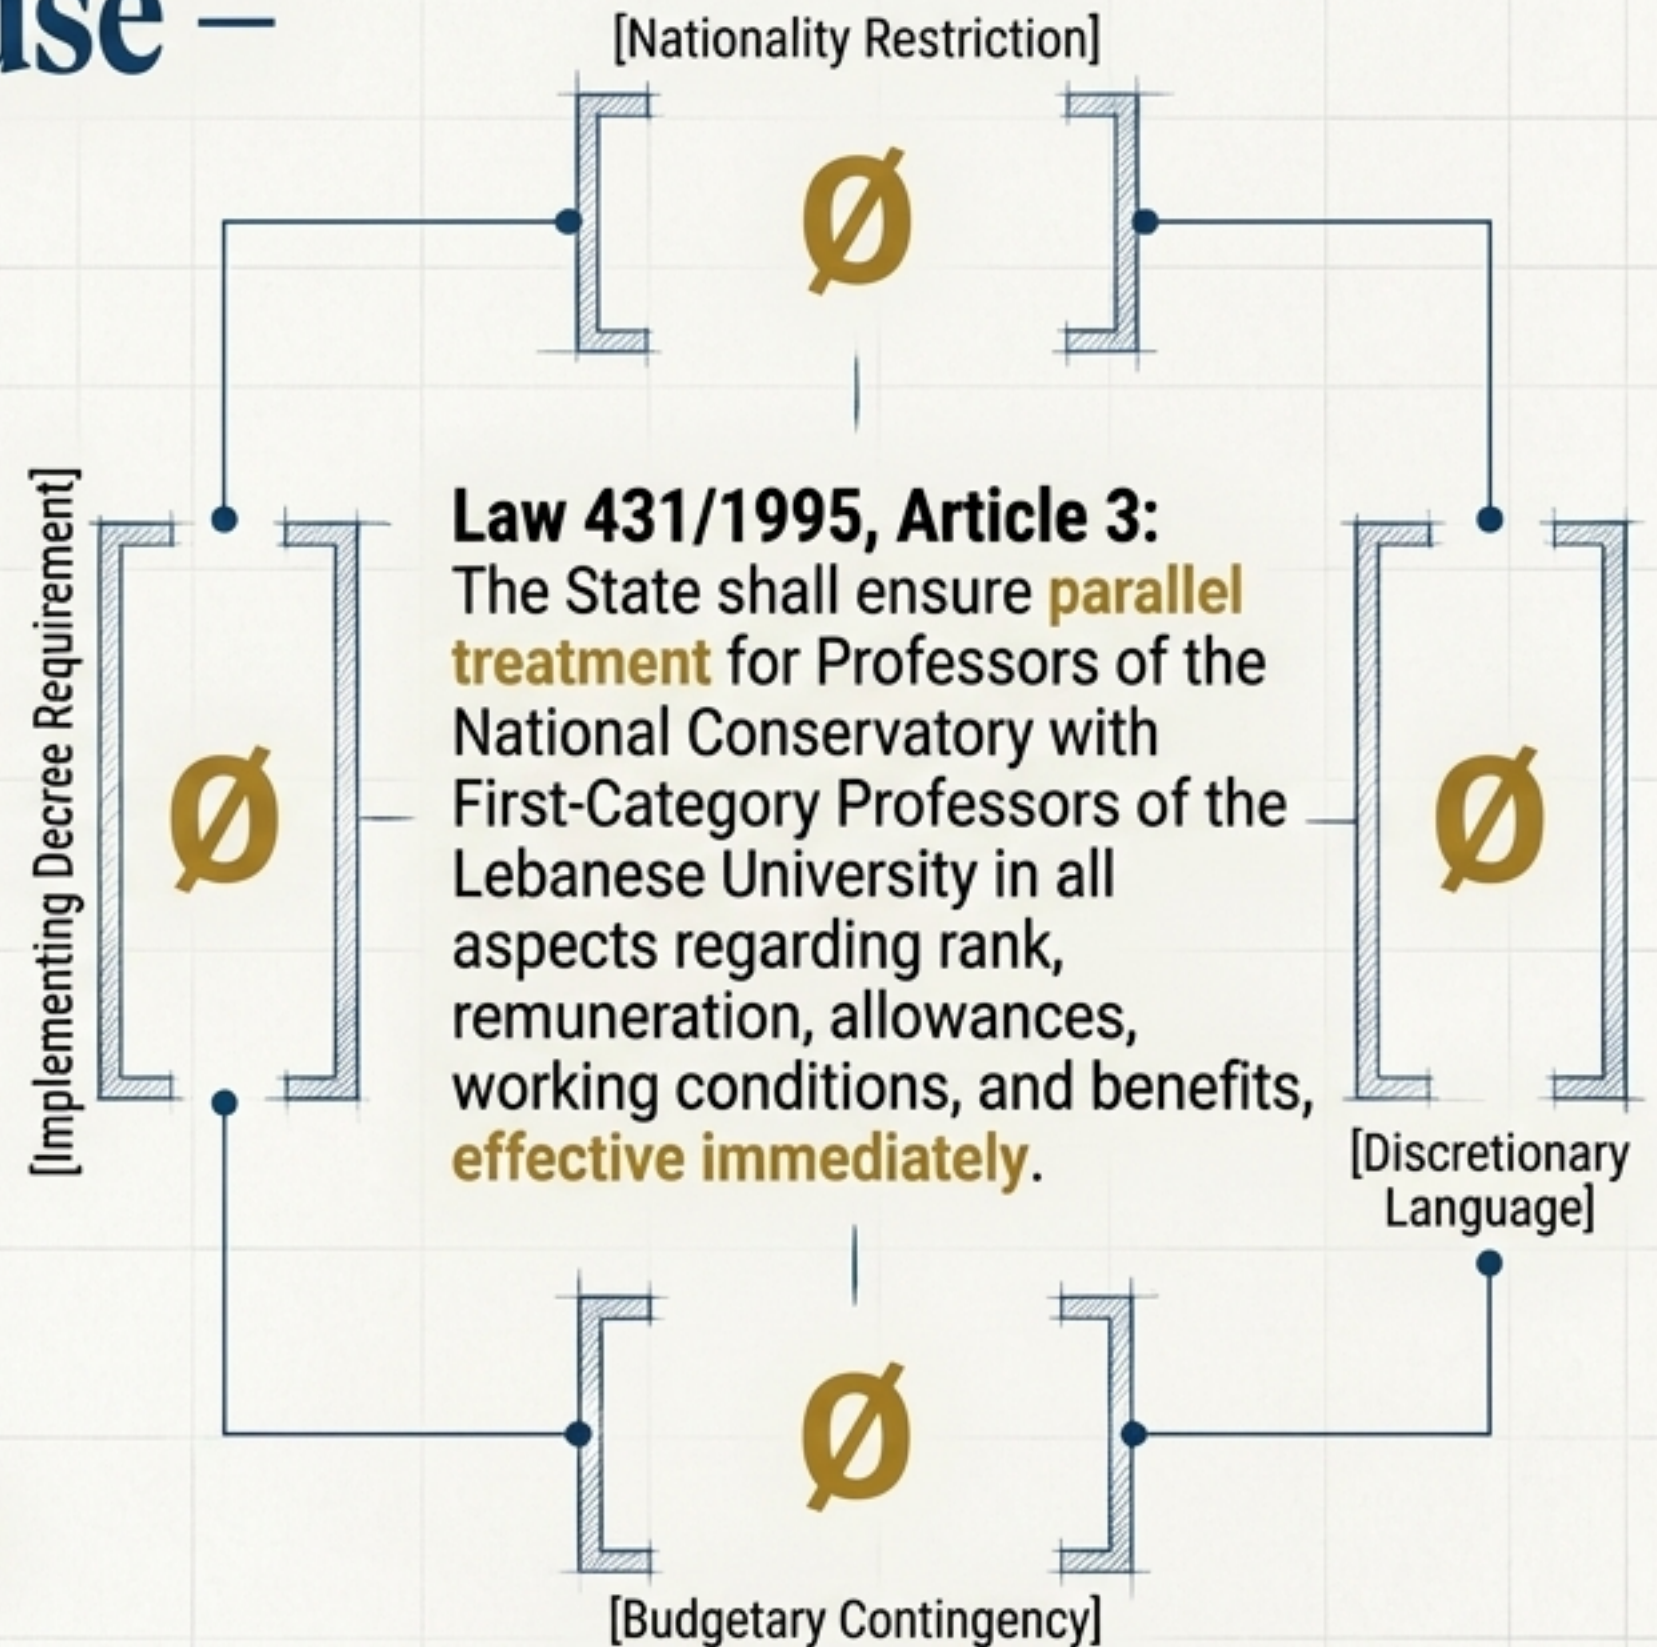 use –
[Nationality Restriction]
Ø
[Implementing Decree Requirement]
Ø
Law 431/1995, Article 3:
The State shall ensure parallel
treatment for Professors of the
National Conservatory with
First-Category Professors of the
Lebanese University in all
aspects regarding rank,
remuneration, allowances,
working conditions, and benefits,
effective immediately.
Ø
[Discretionary
Language]
Ø
[Budgetary Contingency]